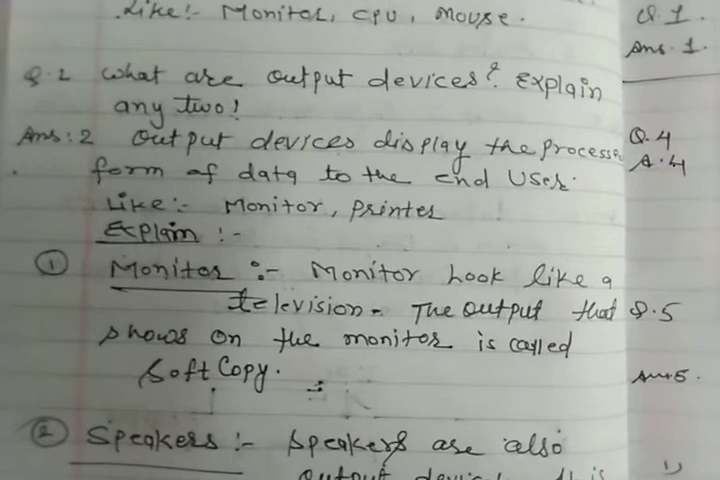 Like:- Monitor, CPU, Mouse.
Q.2 What are output devices? Explain
any two!
Ans:2 Output devices display the
form of data to the end user.
Like:- Monitor, Printer
Explain :-
① Monitor :- Monitor look like a
television. The output that
shows on the monitor is called
Soft Copy.
② Speakers :- Speakers are also
output
Q.1.
Ans.1.
Q.4
A.4
Q.5
Ans.5.